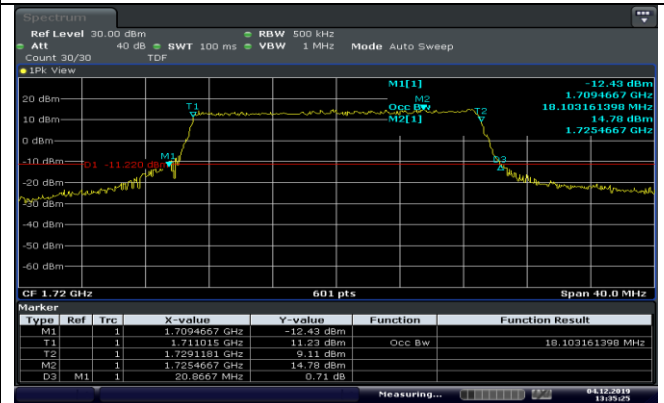 Spectrum
Ref Level 30.00 dBm RBW 500 kHz
Att 40 dB SWT 100 ms VBW 1 MHz Mode Auto Sweep
Count 30/30 TDF
1Pk View
M1[1] -12.43 dBm
1.7094667 GHz
Occ Bw 18.103161398 MHz
M2[1] 14.78 dBm
1.7254667 GHz
20 dBm
10 dBm
0 dBm
-10 dBm
-20 dBm
-30 dBm
-40 dBm
-50 dBm
-60 dBm
T1
M2
T2
M1
D1 -11.220 dBm
D3
CF 1.72 GHz 601 pts Span 40.0 MHz
Marker
Type Ref Trc X-value Y-value Function Function Result
M1 1 1.7094667 GHz -12.43 dBm
T1 1 1.711015 GHz 11.23 dBm Occ Bw 18.103161398 MHz
T2 1 1.7291181 GHz 9.11 dBm
M2 1 1.7254667 GHz 14.78 dBm
D3 M1 1 20.8667 MHz 0.71 dB
Measuring... 04.12.2019
13:35:25